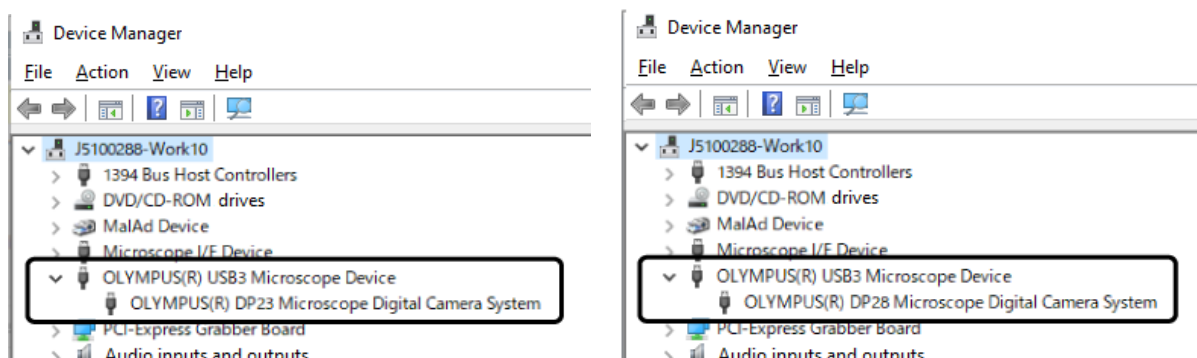 Device Manager
File Action View Help
J5100288-Work10
1394 Bus Host Controllers
DVD/CD-ROM drives
MalAd Device
Microscope I/F Device
OLYMPUS(R) USB3 Microscope Device
OLYMPUS(R) DP23 Microscope Digital Camera System
PCI-Express Grabber Board
Audio inputs and outputs
Device Manager
File Action View Help
J5100288-Work10
1394 Bus Host Controllers
DVD/CD-ROM drives
MalAd Device
Microscope I/F Device
OLYMPUS(R) USB3 Microscope Device
OLYMPUS(R) DP28 Microscope Digital Camera System
PCI-Express Grabber Board
Audio inputs and outputs